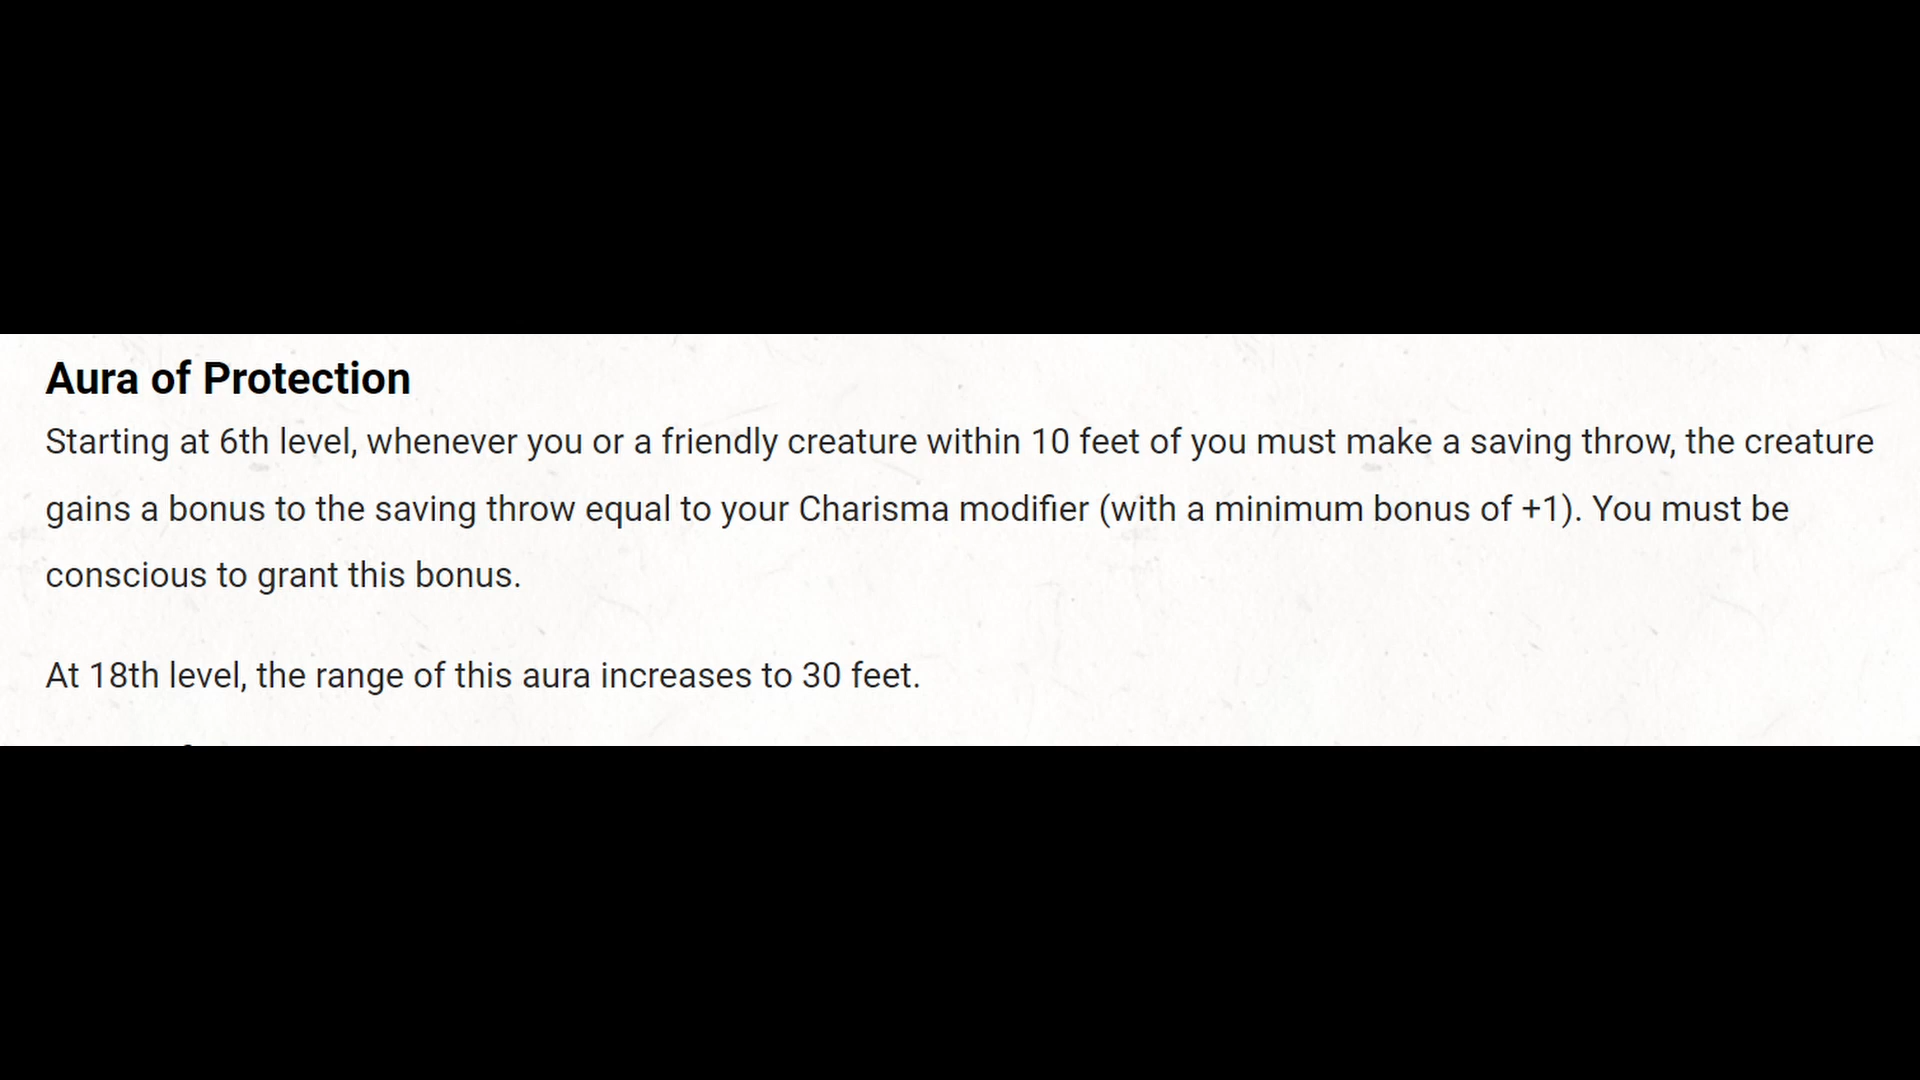 Aura of Protection
Starting at 6th level, whenever you or a friendly creature within 10 feet of you must make a saving throw, the creature
gains a bonus to the saving throw equal to your Charisma modifier (with a minimum bonus of +1). You must be
conscious to grant this bonus.
At 18th level, the range of this aura increases to 30 feet.